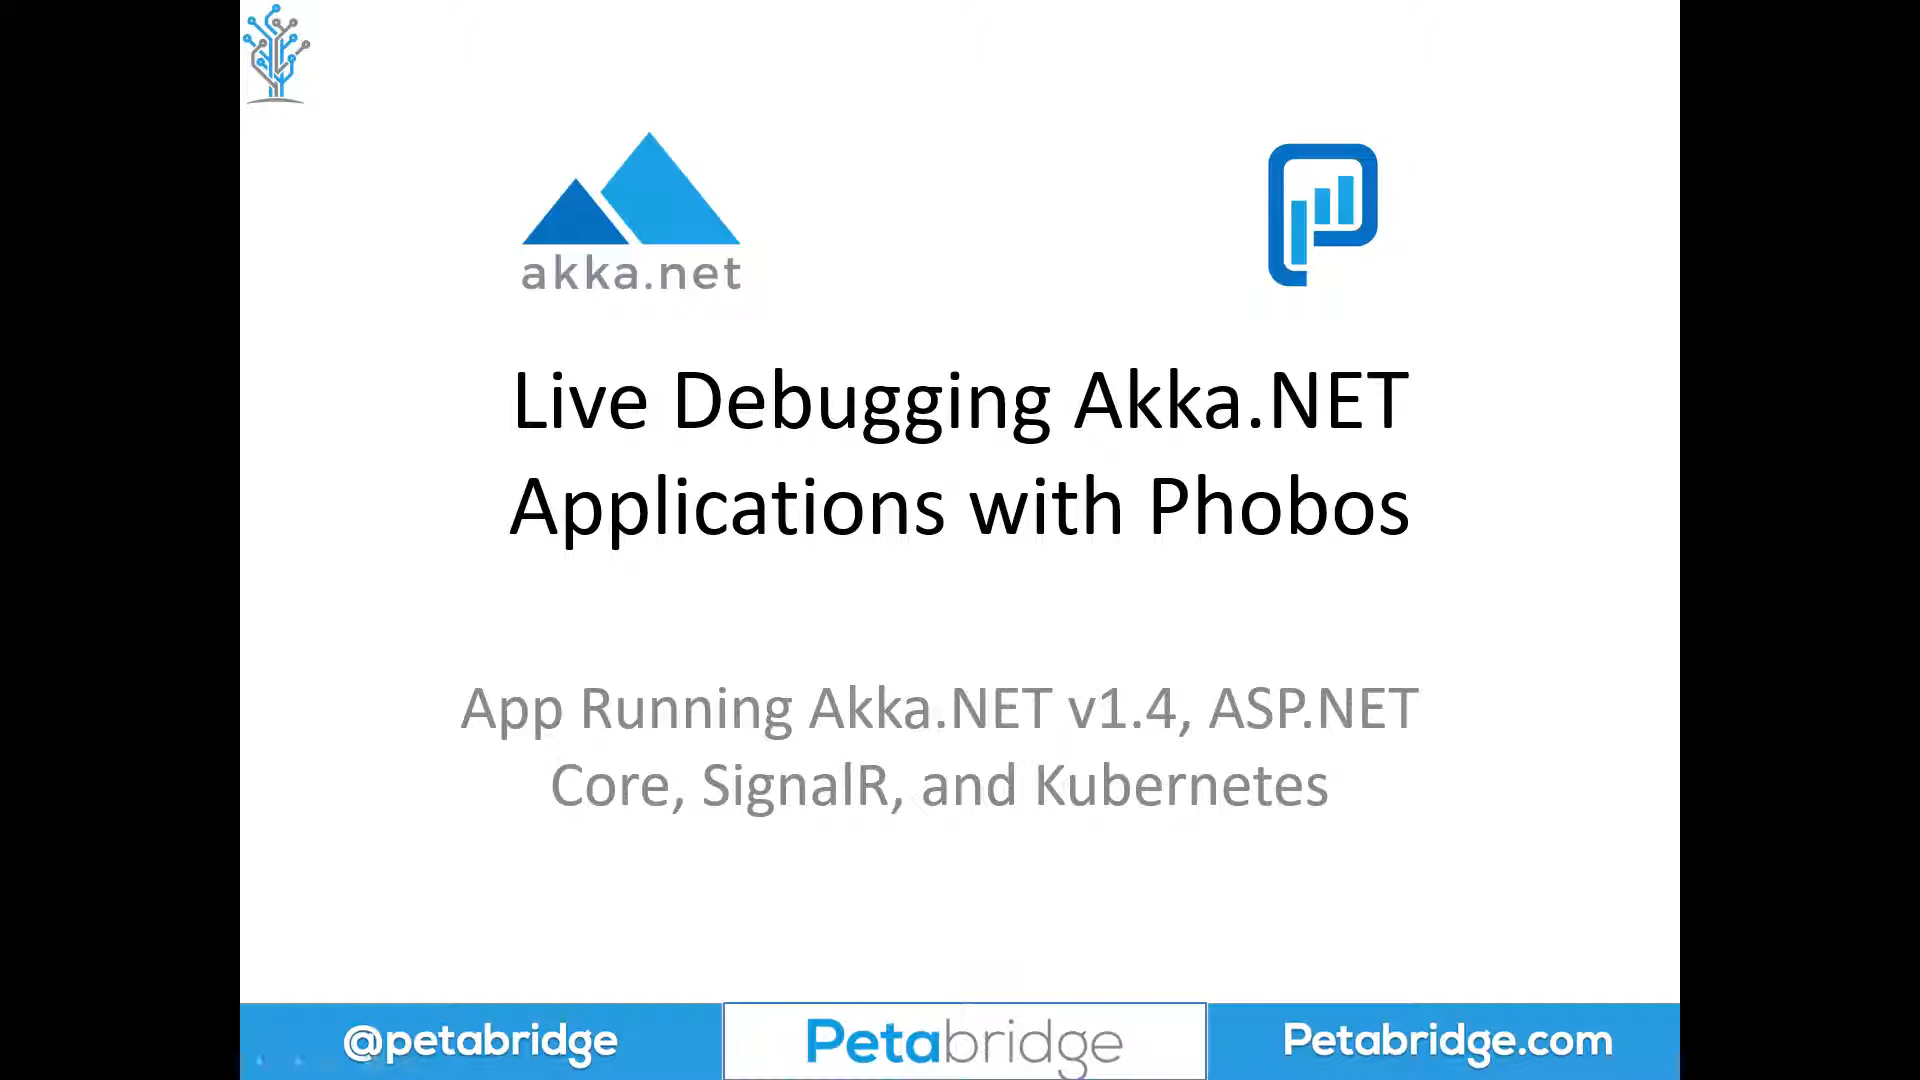 akka.net
Live Debugging Akka.NET
Applications with Phobos
App Running Akka.NET v1.4, ASP.NET
Core, SignalR, and Kubernetes
@petabridge
Petabridge
Petabridge.com